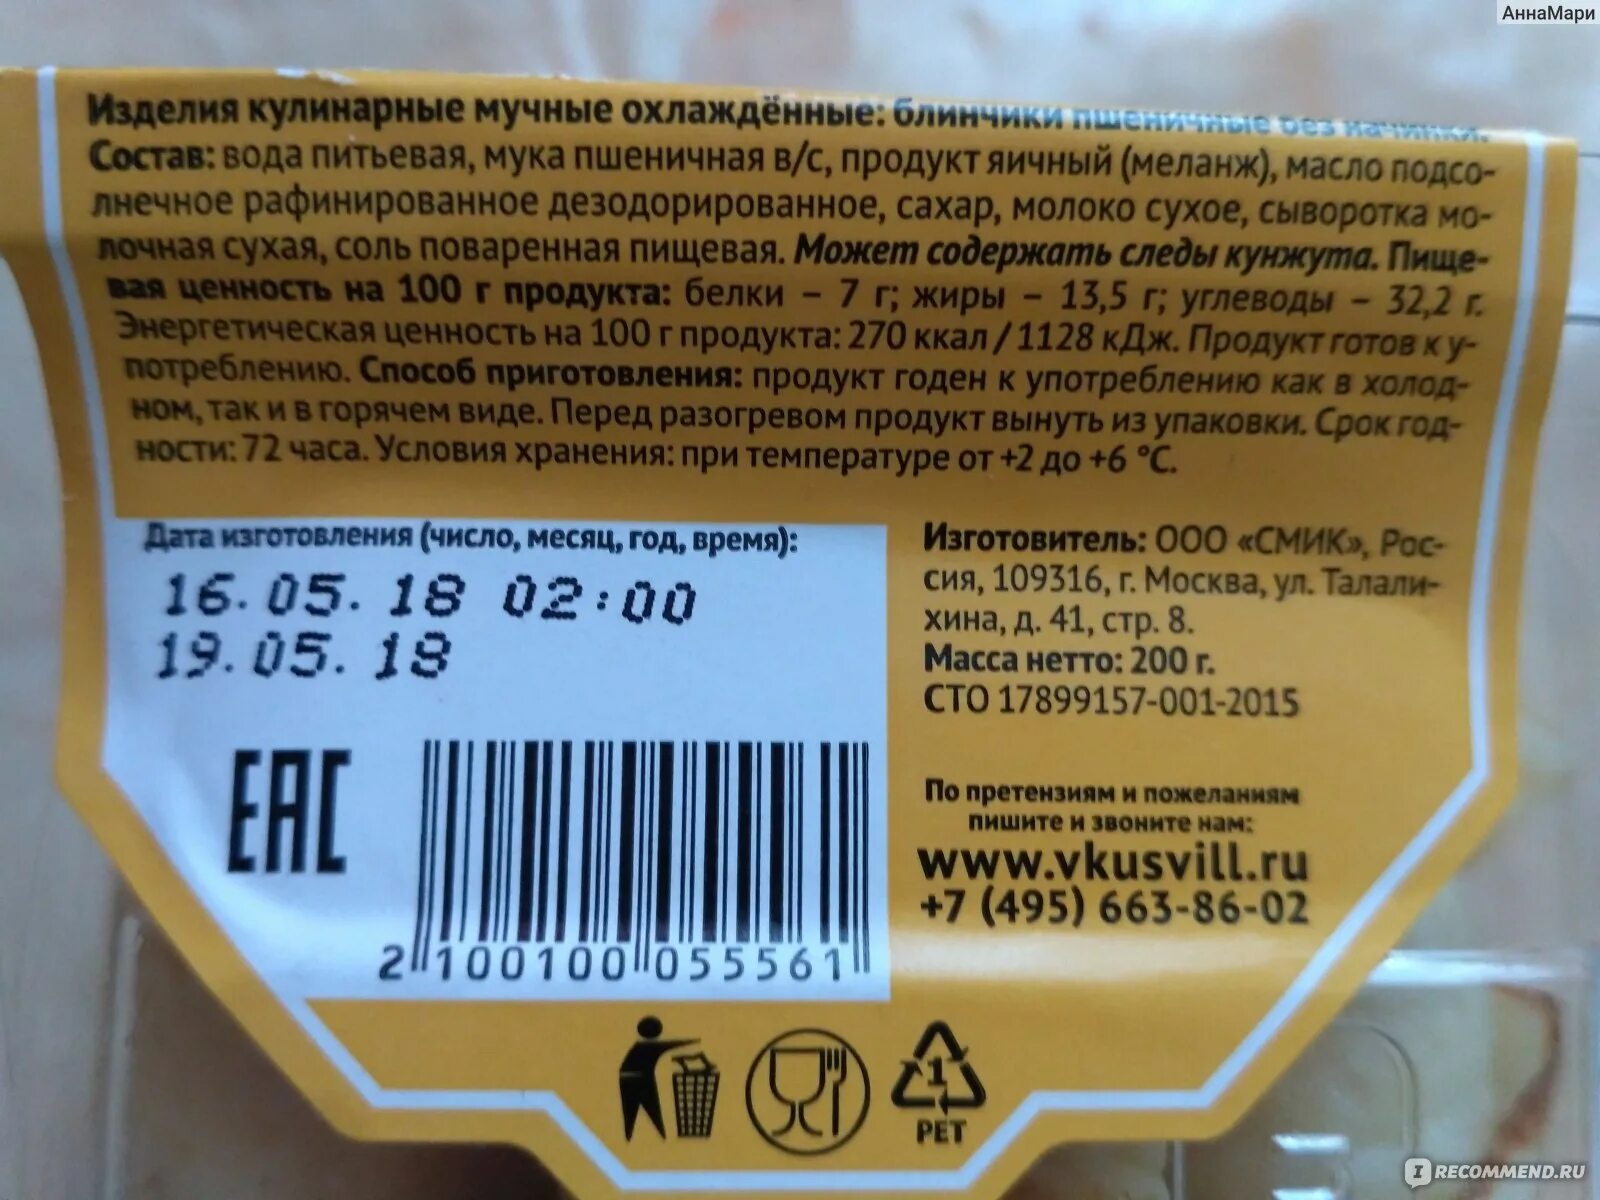 АннаМари
Изделия кулинарные мучные охлаждённые: блинчики пшеничные без начинки.
Состав: вода питьевая, мука пшеничная в/с, продукт яичный (меланж), масло подсо-
лнечное рафинированное дезодорированное, сахар, молоко сухое, сыворотка мо-
лочная сухая, соль поваренная пищевая. Может содержать следы кунжута. Пище-
вая ценность на 100 г продукта: белки – 7 г; жиры – 13,5 г; углеводы – 32,2 г.
Энергетическая ценность на 100 г продукта: 270 ккал / 1128 кДж. Продукт готов к у-
потреблению. Способ приготовления: продукт годен к употреблению как в холод-
ном, так и в горячем виде. Перед разогревом продукт вынуть из упаковки. Срок год-
ности: 72 часа. Условия хранения: при температуре от +2 до +6 °С.
Дата изготовления (число, месяц, год, время):
16.05.18 02:00
19.05.18
EAC
2 100100 055561
Изготовитель: ООО «СМИК», Рос-
сия, 109316, г. Москва, ул. Талали-
хина, д. 41, стр. 8.
Масса нетто: 200 г.
СТО 17899157-001-2015
По претензиям и пожеланиям
пишите и звоните нам:
www.vkusvill.ru
+7 (495) 663-86-02
1
PET
IRECOMMEND.RU